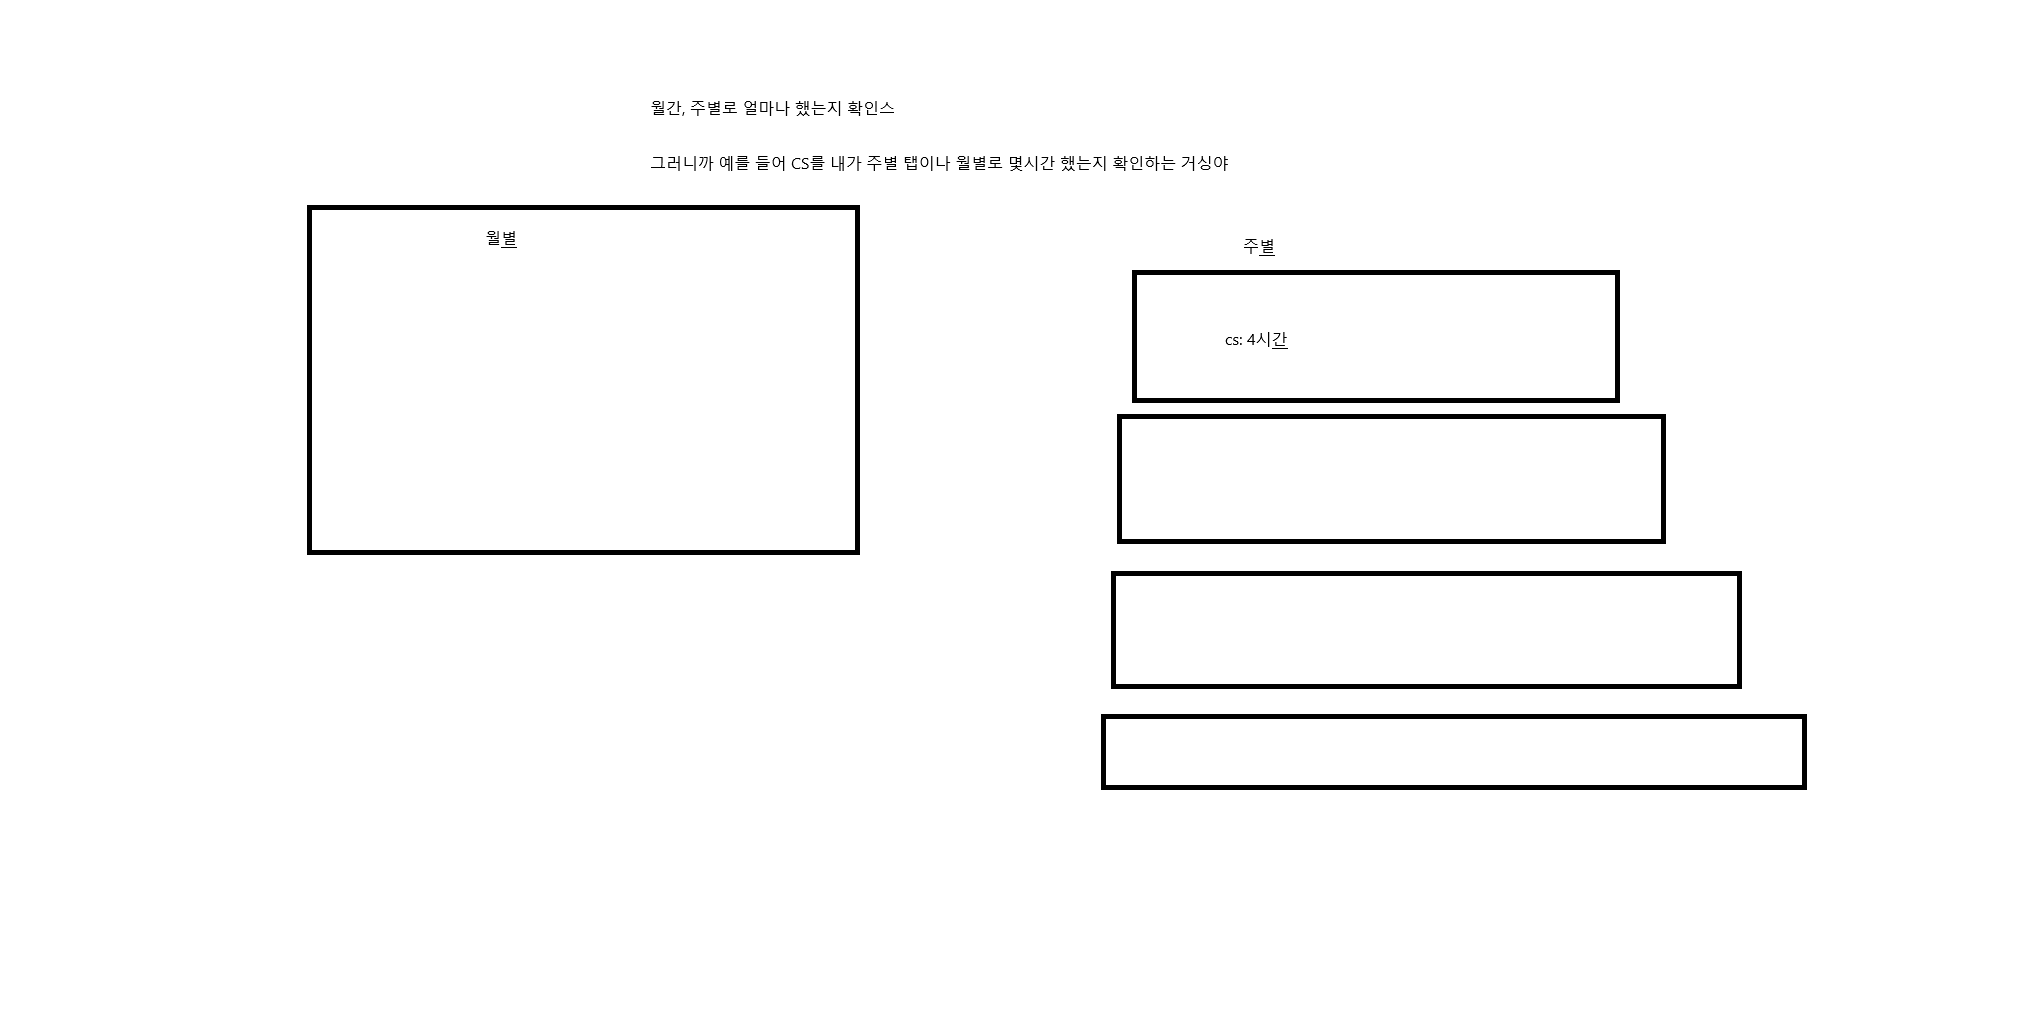 월간, 주별로 얼마나 했는지 확인스
그러니까 예를 들어 CS를 내가 주별 탭이나 월별로 몇시간 했는지 확인하는 거싱야
월별
주별
cs: 4시간